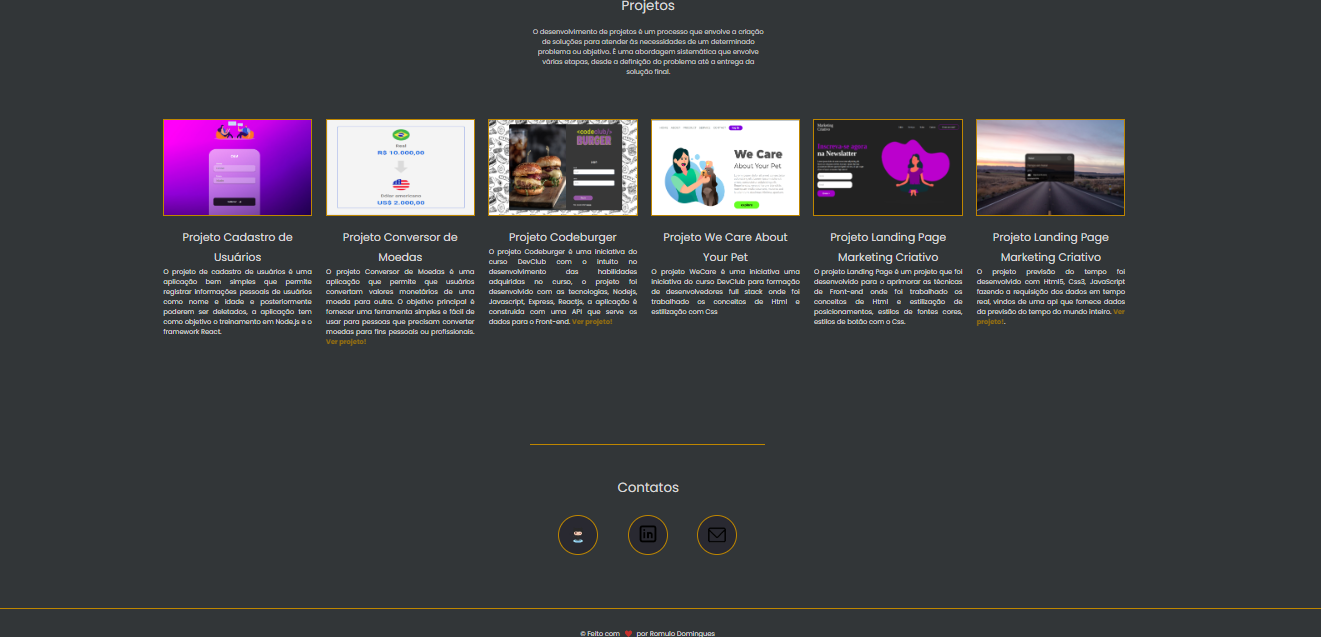 Projetos
O desenvolvimento de projetos é um processo que envolve a criação
de soluções para atender às necessidades de um determinado
problema ou objetivo. É uma abordagem sistemática que envolve
várias etapas, desde a definição do problema até a entrega da
solução final.
Real
R$ 10.000,00
US$ 2.000,00
<codeclub/>
BURGER
We Care
About Your Pet
Marketing
Criativo
na Newsletter
Projeto Cadastro de
Usuários
O projeto de cadastro de usuários é uma
aplicação bem simples que permite
registrar informações pessoais de usuários
como nome e idade e posteriormente
poderem ser deletados, a aplicação tem
como objetivo o treinamento em Node.js e o
framework React.
Projeto Conversor de
Moedas
O projeto Conversor de Moedas é uma
aplicação que permite que usuários
convertam valores monetários de uma
moeda para outra. O objetivo principal é
fornecer uma ferramenta simples e fácil de
usar para pessoas que precisam converter
moedas para fins pessoais ou profissionais.
Ver projeto!
Projeto Codeburger
O projeto Codeburger é uma iniciativa do
curso DevClub com o intuito no
desenvolvimento das habilidades
adquiridas no curso, o projeto foi
desenvolvido com as tecnologias, Nodejs,
Javascript, Express, Reactjs, a aplicação é
construída com uma API que serve os
dados para o Front-end. Ver projeto!
Projeto We Care About
Your Pet
O projeto WeCare é uma iniciativa uma
iniciativa do curso DevClub para formação
de desenvolvedores full stack onde foi
trabalhado os conceitos de Html e
estilização com Css
Projeto Landing Page
Marketing Criativo
O projeto Landing Page é um projeto que foi
desenvolvido para o aprimorar as técnicas
de Front-end onde foi trabalhado os
conceitos de Html e estilização de
posicionamentos, estilos de fontes cores,
estilos de botão com o Css.
Projeto Landing Page
Marketing Criativo
O projeto previsão do tempo foi
desenvolvido com Html5, Css3, JavaScript
fazendo a requisição dos dados em tempo
real, vindos de uma api que fornece dados
da previsão do tempo do mundo inteiro. Ver
projeto!.
Contatos
in
© Feito com ❤ por Romulo Domingues